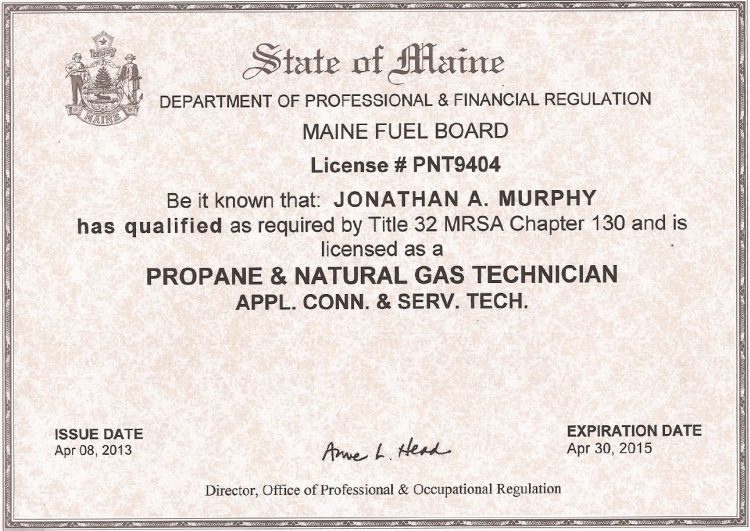 State of Maine
DEPARTMENT OF PROFESSIONAL & FINANCIAL REGULATION
MAINE FUEL BOARD
License # PNT9404
Be it known that: JONATHAN A. MURPHY
has qualified as required by Title 32 MRSA Chapter 130 and is
licensed as a
PROPANE & NATURAL GAS TECHNICIAN
APPL. CONN. & SERV. TECH.
MAINE
ISSUE DATE
Apr 08, 2013
EXPIRATION DATE
Apr 30, 2015
Anne L. Head
Director, Office of Professional & Occupational Regulation